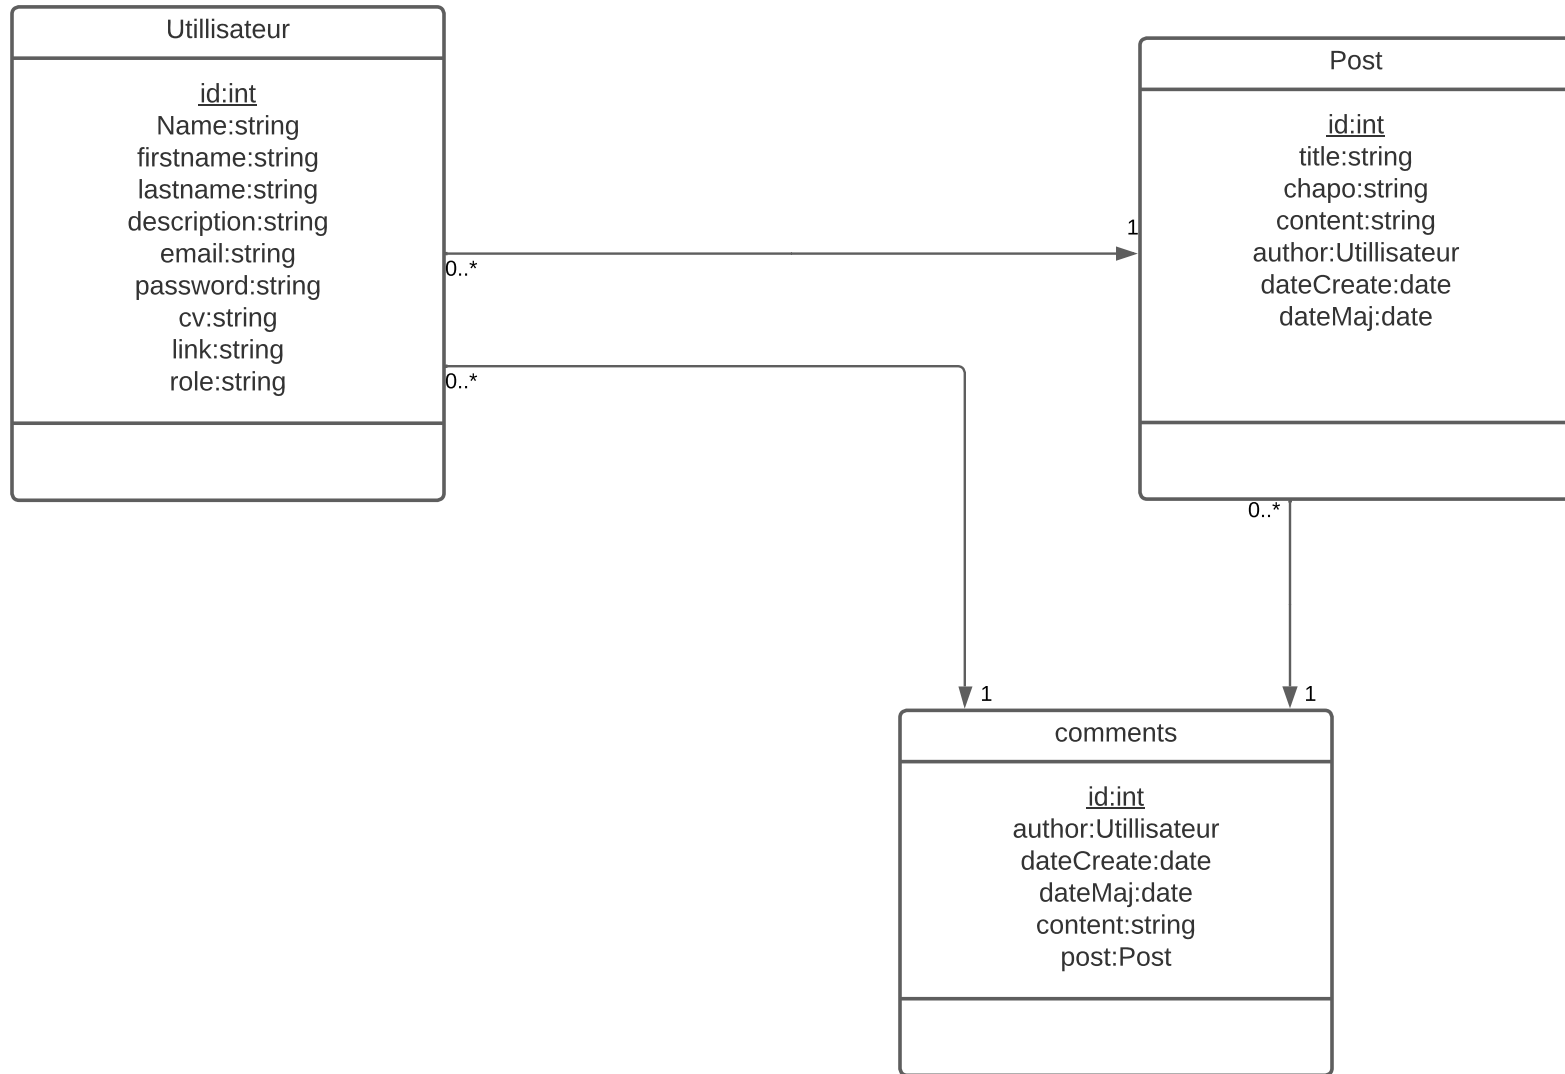 Utillisateur
id:int
Name:string
firstname:string
lastname:string
description:string
email:string
password:string
cv:string
link:string
role:string
0..*
1
0..*
Post
id:int
title:string
chapo:string
content:string
author:Utillisateur
dateCreate:date
dateMaj:date
0..*
1
1
comments
id:int
author:Utillisateur
dateCreate:date
dateMaj:date
content:string
post:Post